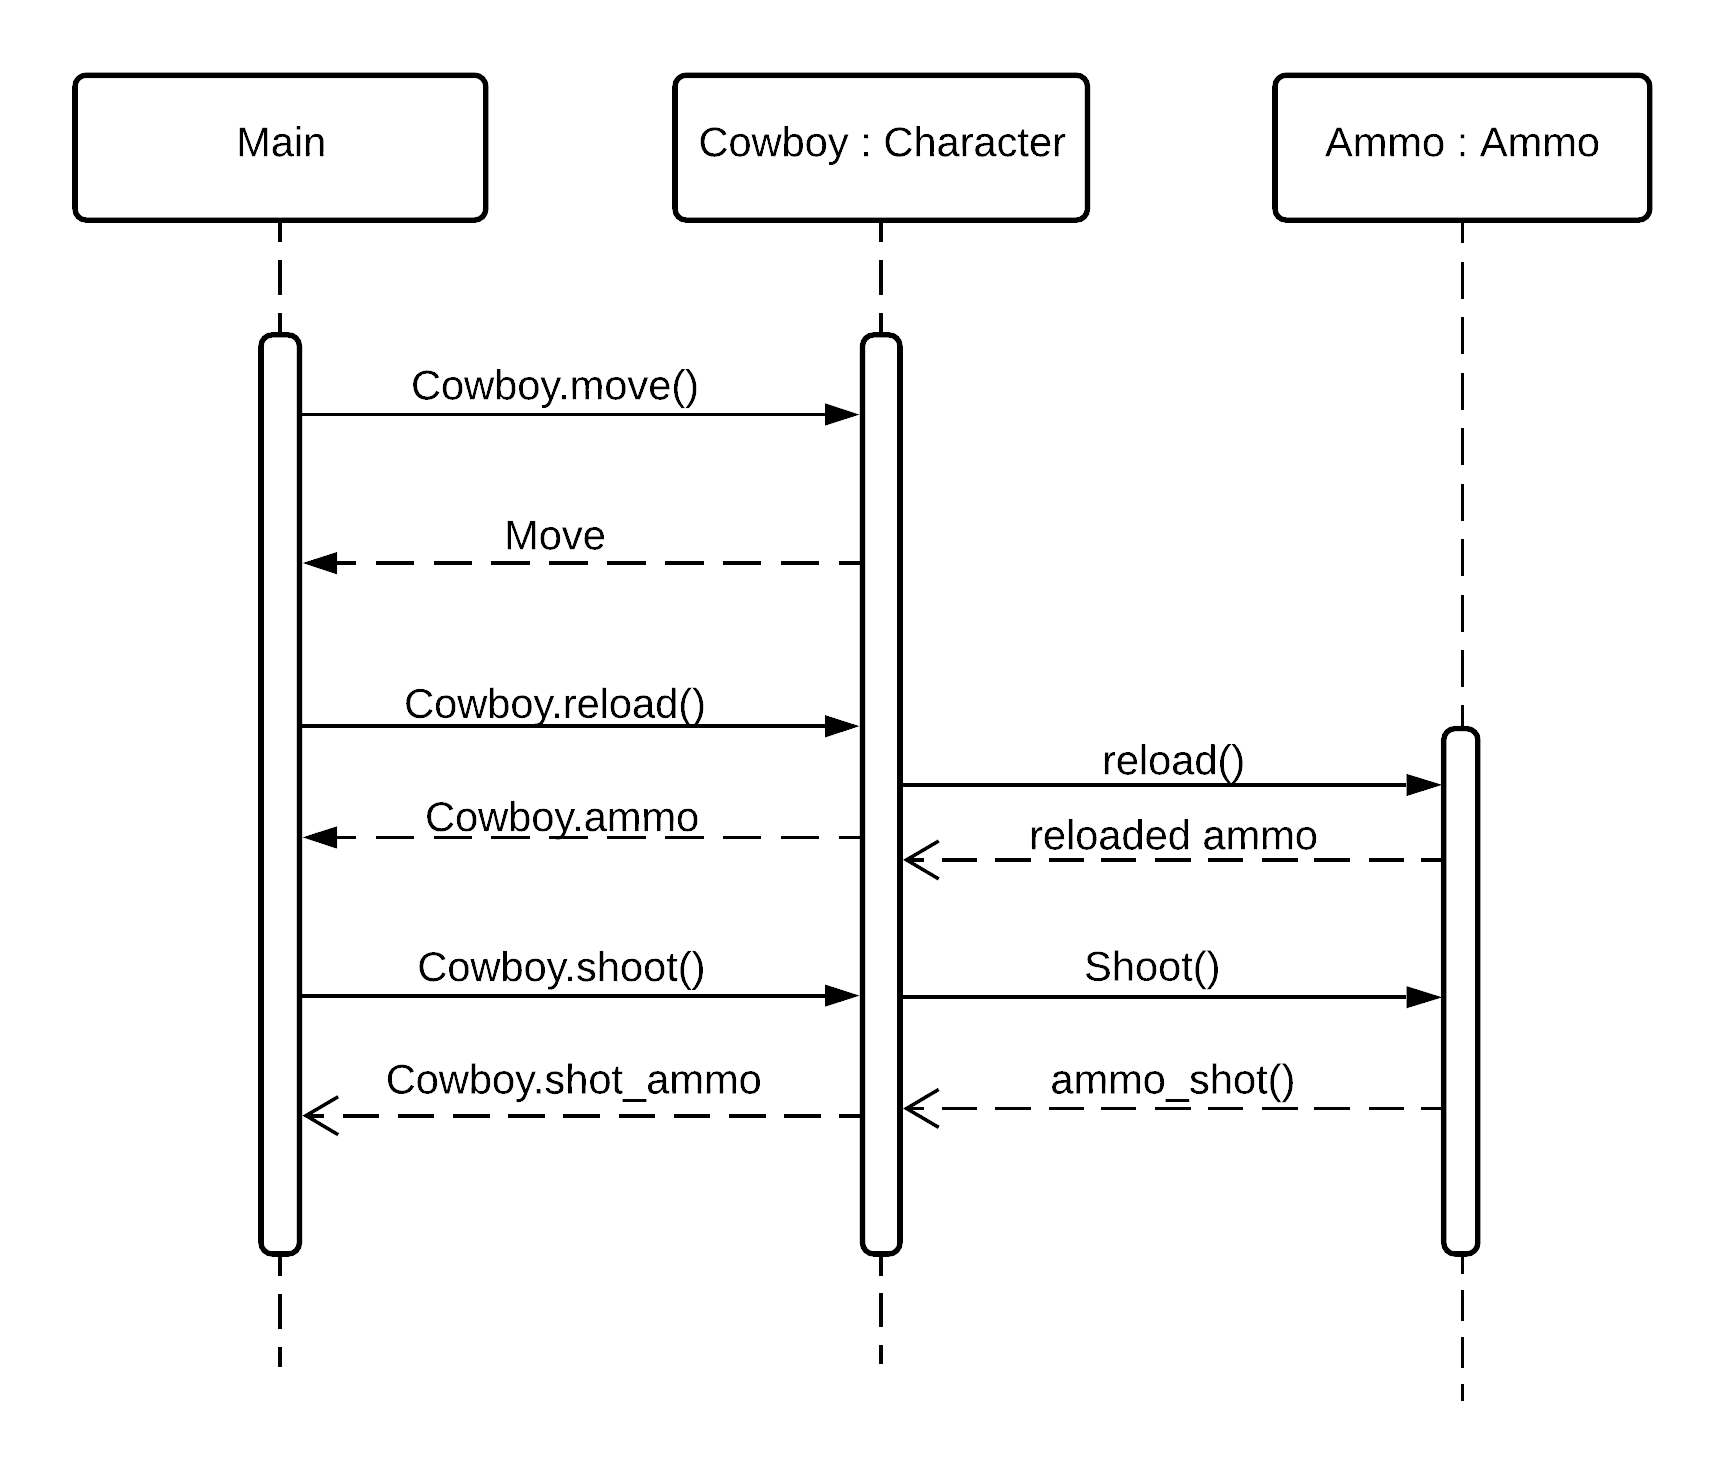 Main
Cowboy : Character
Ammo : Ammo
Cowboy.move()
Move
Cowboy.reload()
reload()
Cowboy.ammo
reloaded ammo
Cowboy.shoot()
Shoot()
Cowboy.shot_ammo
ammo_shot()